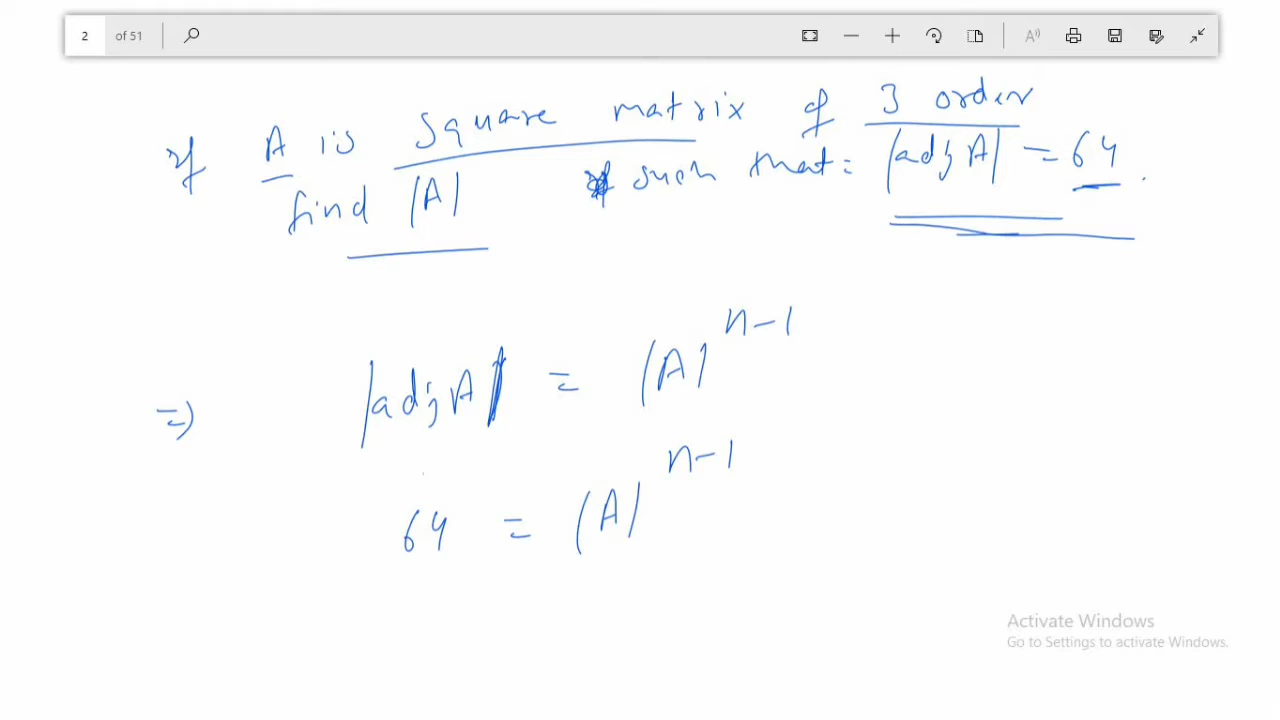 2 of 51
If A is square matrix of 3 order
find |A| such that: |adj A| = 64
=) |adj A| = |A|^{n-1}
64 = |A|^{n-1}
Activate Windows
Go to Settings to activate Windows.